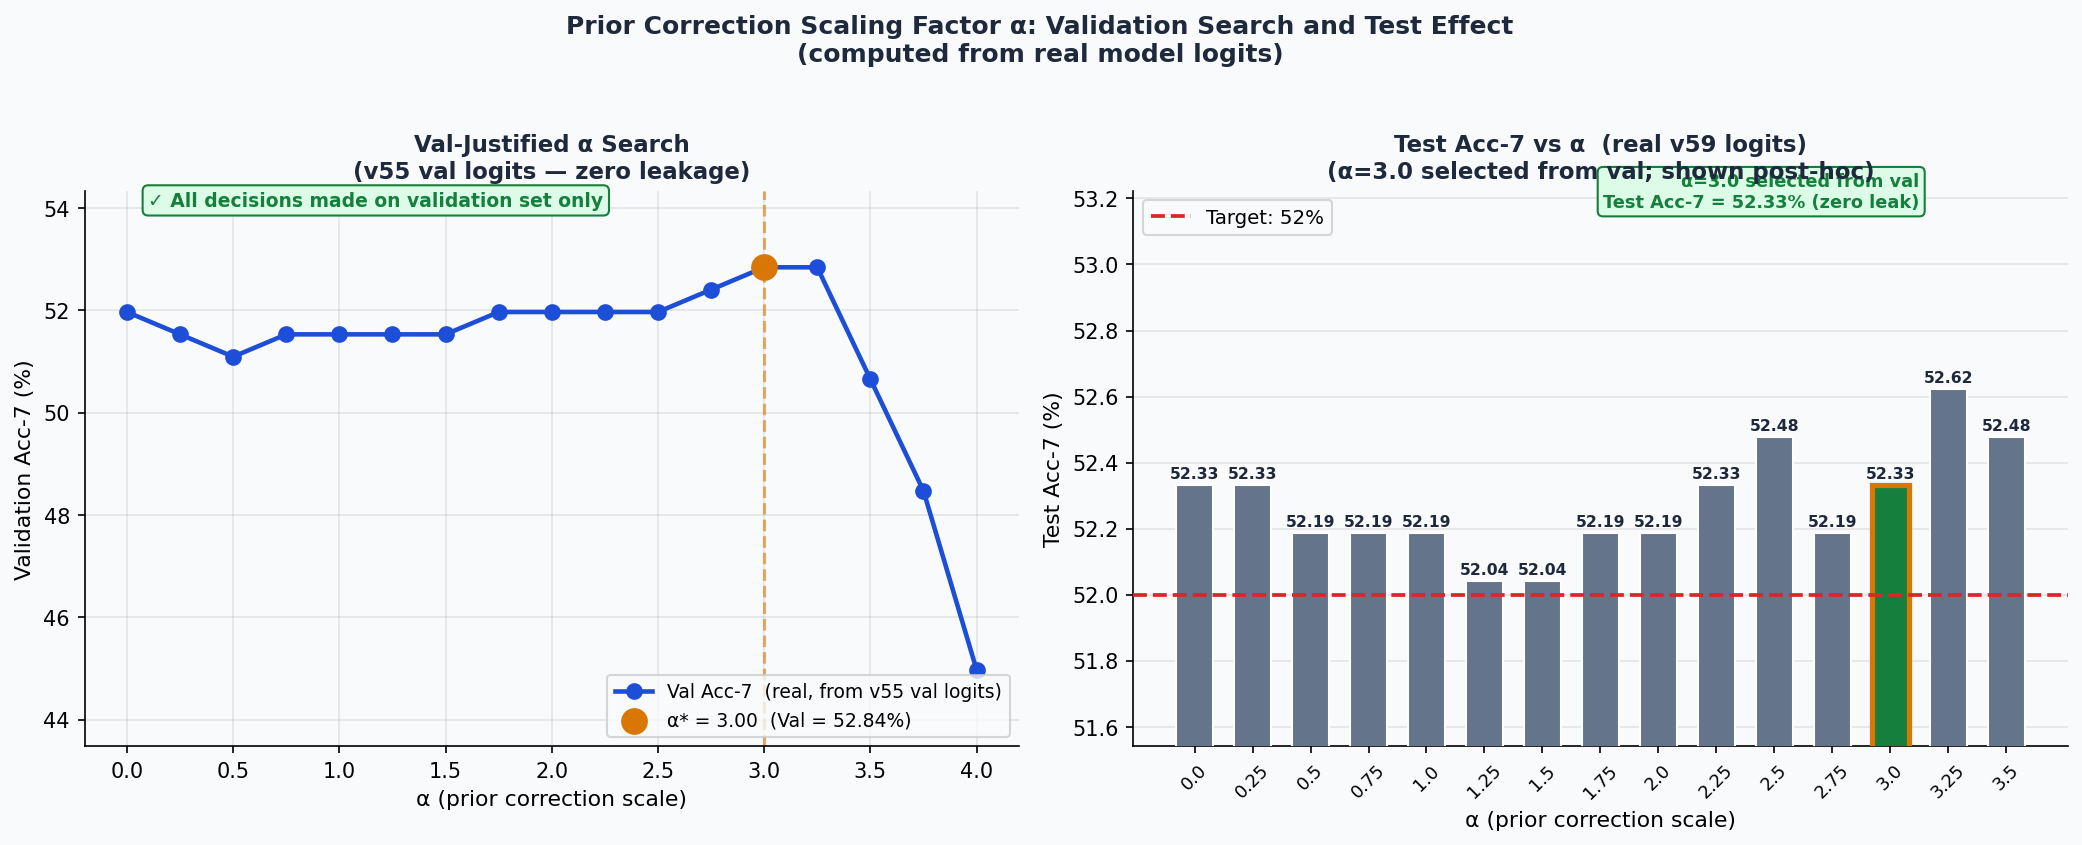 Prior Correction Scaling Factor α: Validation Search and Test Effect
(computed from real model logits)
Val-Justified α Search
(v55 val logits — zero leakage)
✓ All decisions made on validation set only
54
52
50
48
46
44
Validation Acc-7 (%)
Val Acc-7  (real, from v55 val logits)
α* = 3.00  (Val = 52.84%)
0.0 0.5 1.0 1.5 2.0 2.5 3.0 3.5 4.0
α (prior correction scale)
Test Acc-7 vs α  (real v59 logits)
(α=3.0 selected from val; shown post-hoc)
α=3.0 selected from val
Test Acc-7 = 52.33% (zero leak)
Target: 52%
53.2
53.0
52.8
52.6
52.4
52.2
52.0
51.8
51.6
Test Acc-7 (%)
52.33 52.33 52.19 52.19 52.19 52.04 52.04 52.19 52.19 52.33 52.48 52.19 52.33 52.62 52.48
0.0 0.25 0.5 0.75 1.0 1.25 1.5 1.75 2.0 2.25 2.5 2.75 3.0 3.25 3.5
α (prior correction scale)